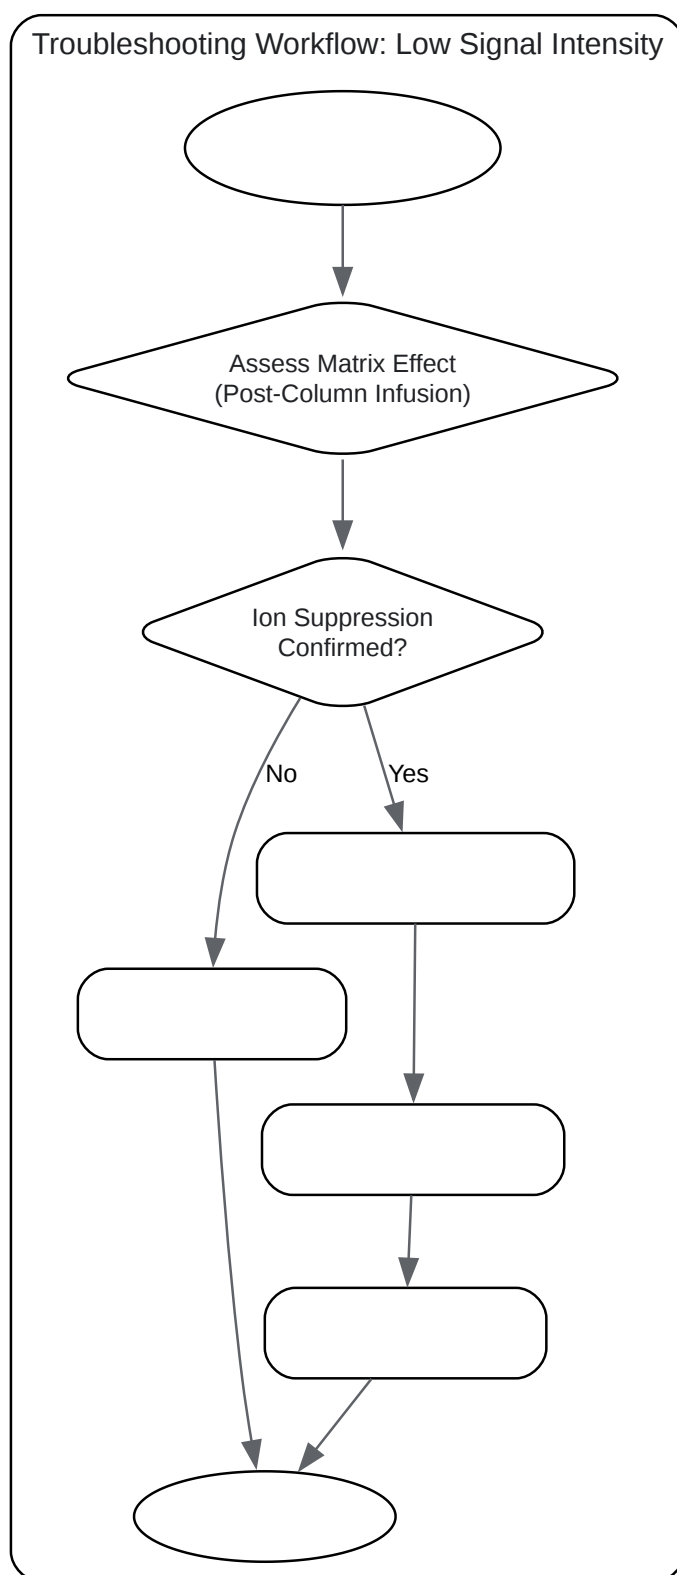 Troubleshooting Workflow: Low Signal Intensity
Assess Matrix Effect
(Post-Column Infusion)
Ion Suppression
Confirmed?
No
Yes